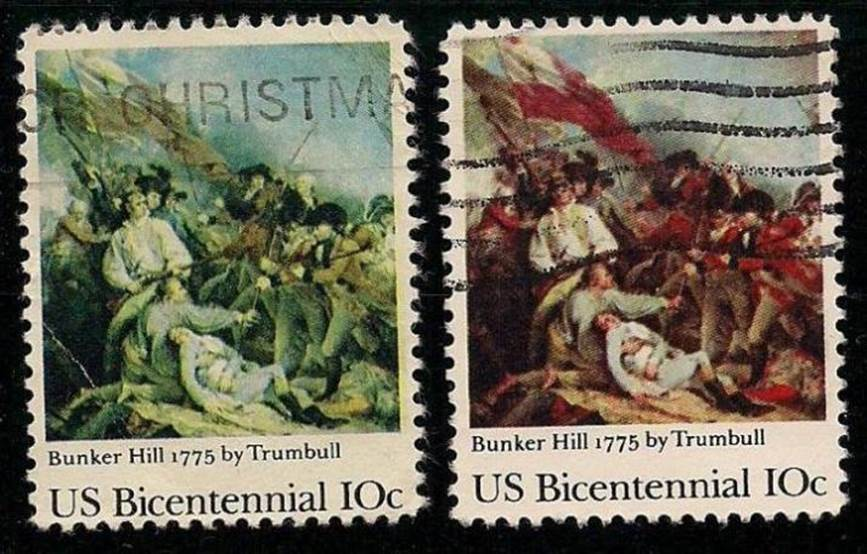 CHRISTMA
Bunker Hill 1775 by Trumbull
US Bicentennial 10c
Bunker Hill 1775 by Trumbull
US Bicentennial 10c